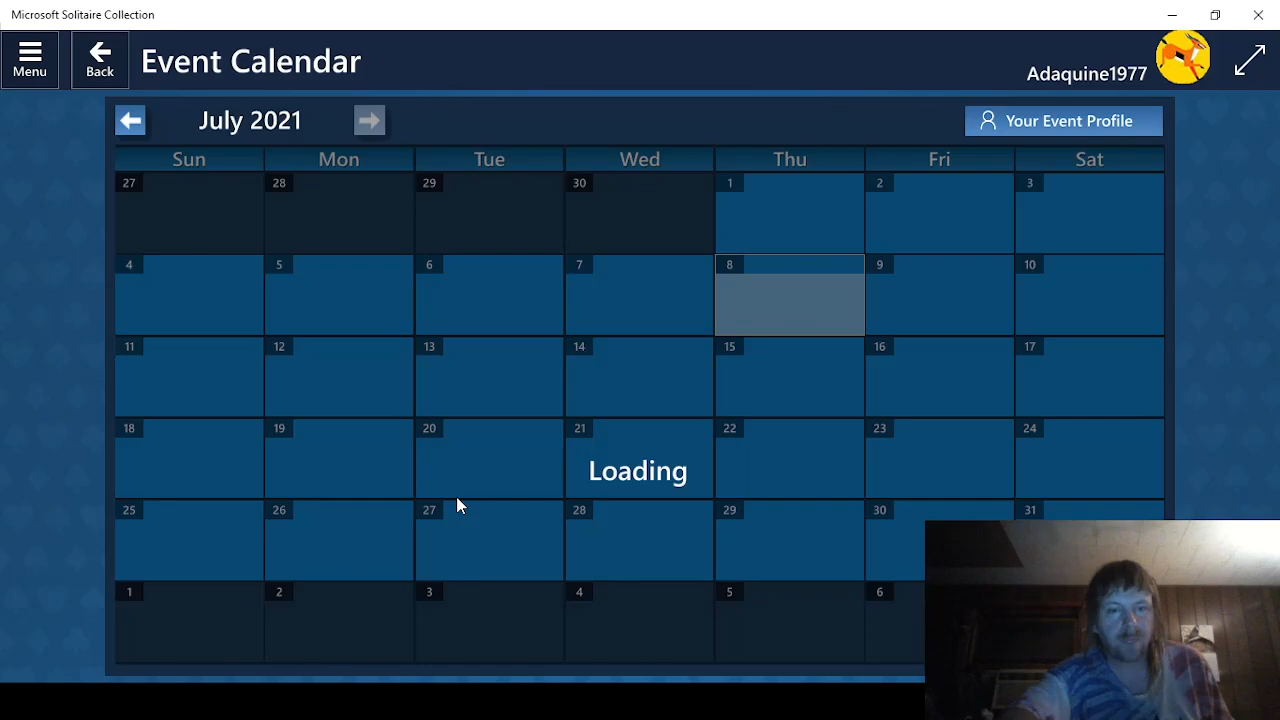 Microsoft Solitaire Collection
Menu
Back
Event Calendar
Adaquine1977
July 2021
Your Event Profile
Sun Mon Tue Wed Thu Fri Sat
27 28 29 30 1 2 3
4 5 6 7 8 9 10
11 12 13 14 15 16 17
18 19 20 21 22 23 24
Loading
25 26 27 28 29 30 31
1 2 3 4 5 6